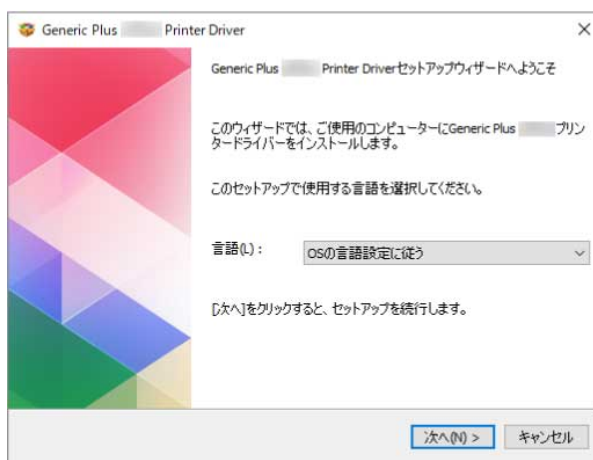 Generic Plus Printer Driver
Generic Plus Printer Driverセットアップウィザードへようこそ
このウィザードでは、ご使用のコンピューターにGeneric Plus プリン
タードライバーをインストールします。
このセットアップで使用する言語を選択してください。
言語(L)： OSの言語設定に従う
[次へ]をクリックすると、セットアップを続行します。
次へ(N) > キャンセル